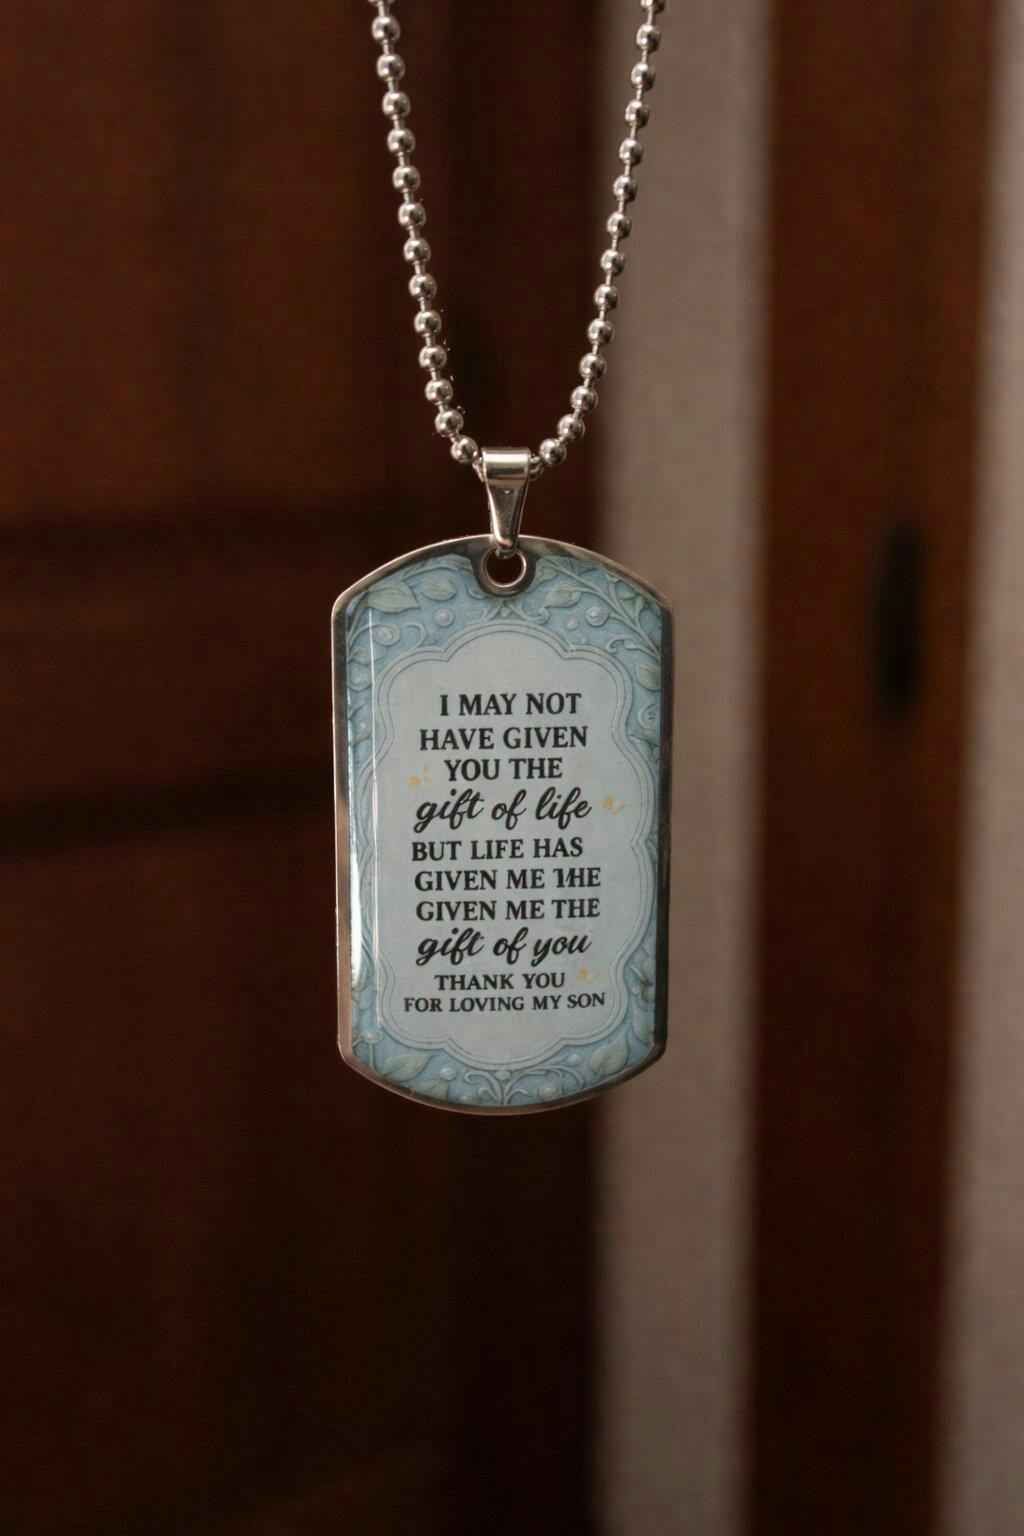 I MAY NOT
HAVE GIVEN
YOU THE
gift of life
BUT LIFE HAS
GIVEN ME THE
GIVEN ME THE
gift of you
THANK YOU
FOR LOVING MY SON